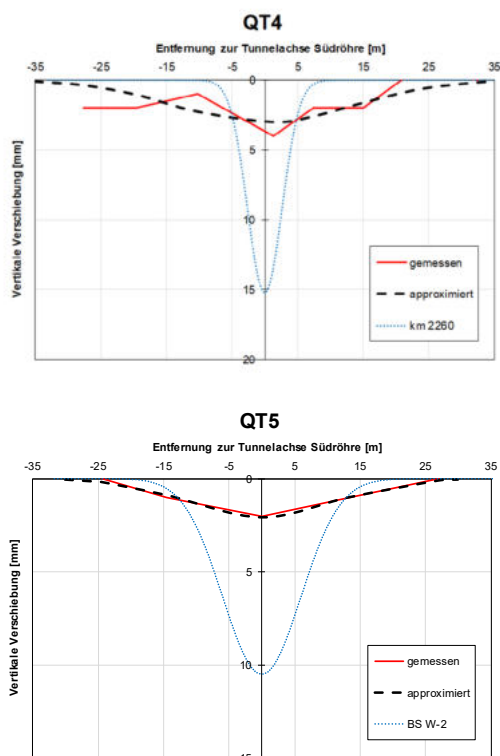 QT4
Entfernung zur Tunnelachse Südröhre [m]
-35 -25 -15 -5 5 15 25 35
Vertikale Verschiebung [mm]
0
5
10
15
20
gemessen
approximiert
km 2260
QT5
Entfernung zur Tunnelachse Südröhre [m]
-35 -25 -15 -5 5 15 25 35
Vertikale Verschiebung [mm]
0
5
10
gemessen
approximiert
BS W-2
15